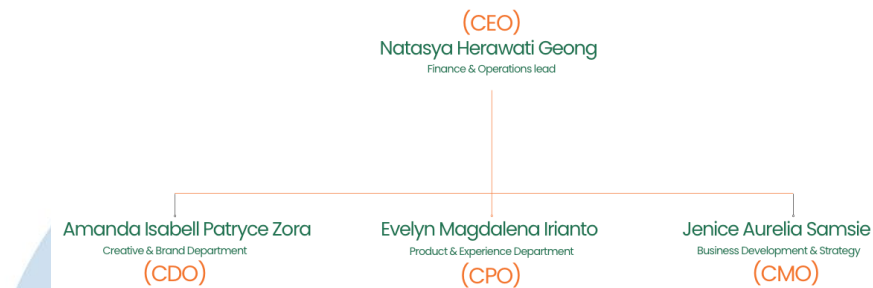 (CEO)
Natasya Herawati Geong
Finance & Operations lead
Amanda Isabell Patryce Zora
Creative & Brand Department
(CDO)
Evelyn Magdalena Irianto
Product & Experience Department
(CPO)
Jenice Aurelia Samsie
Business Development & Strategy
(CMO)